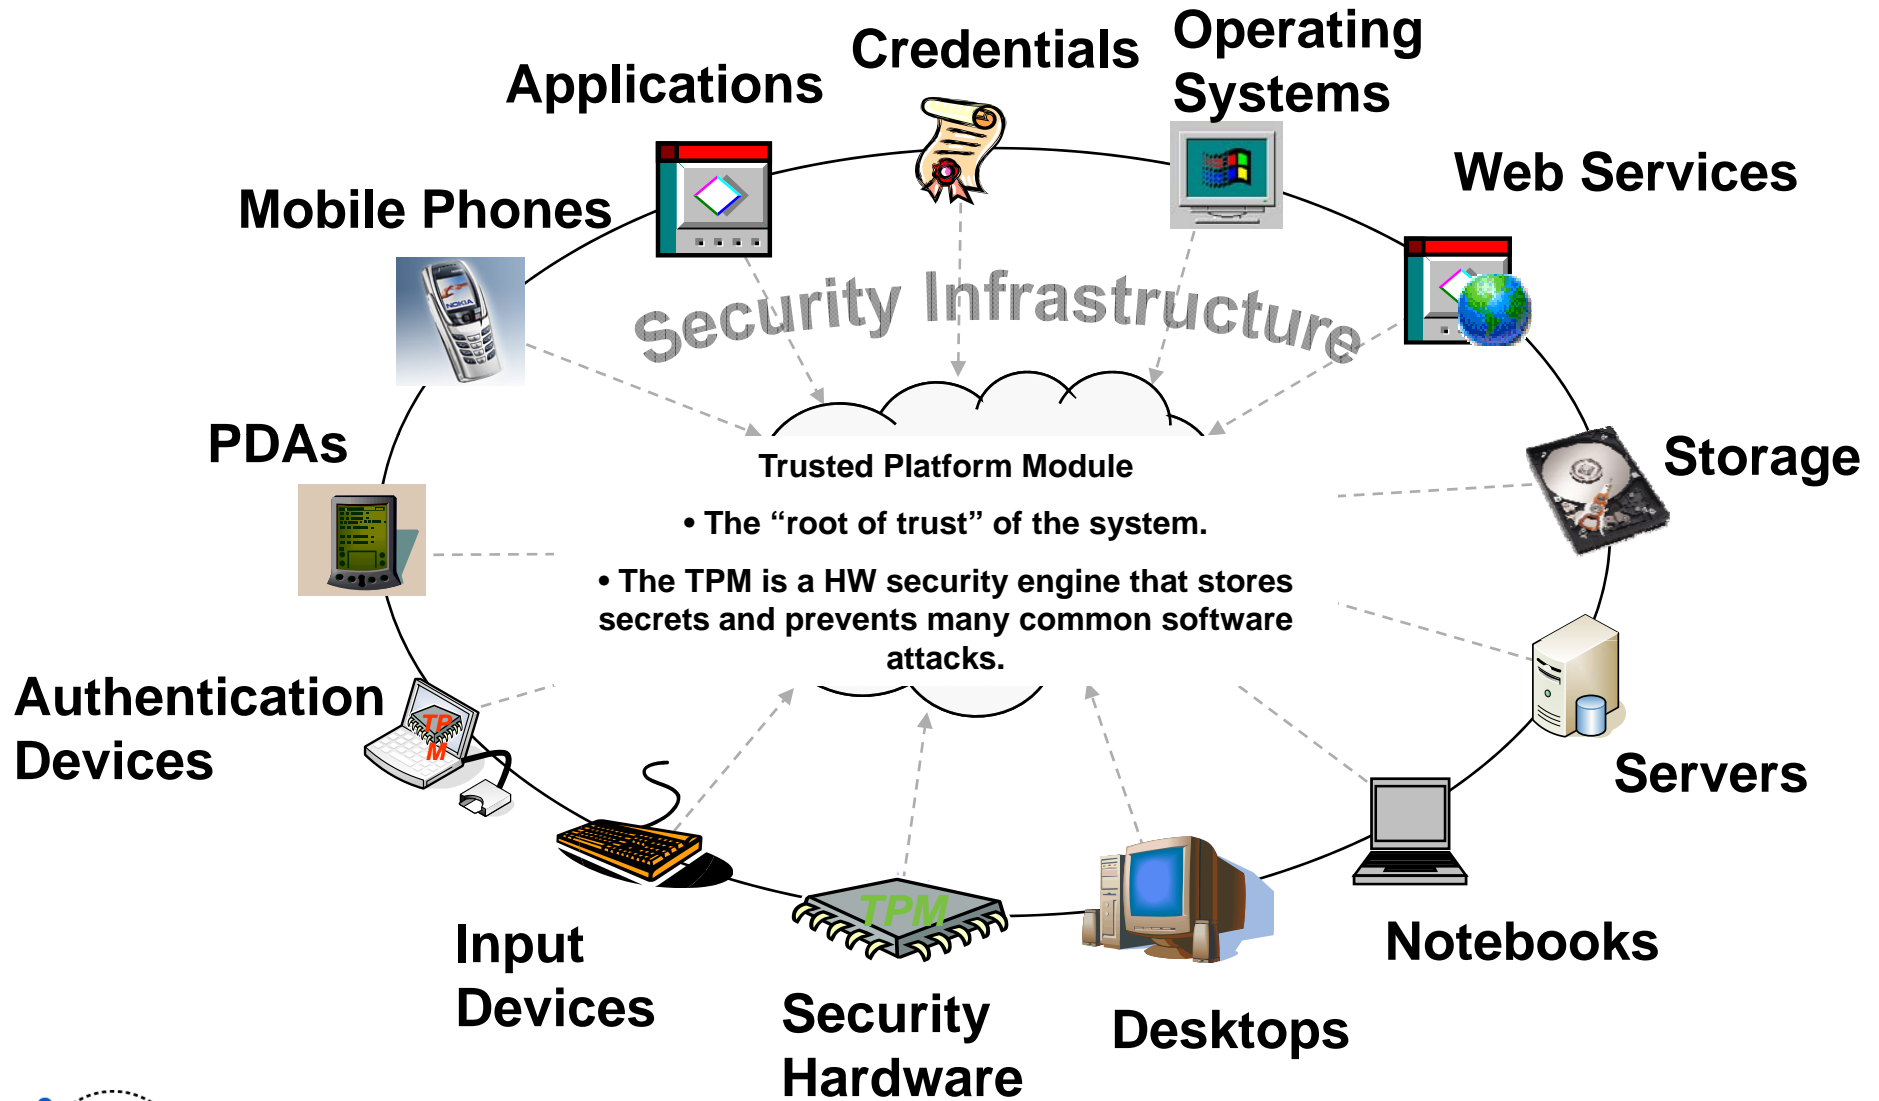 Credentials
Operating
Systems
Applications
Web Services
Mobile Phones
Security Infrastructure
NOKIA
PDAs
Storage
Trusted Platform Module
• The “root of trust” of the system.
• The TPM is a HW security engine that stores
secrets and prevents many common software
attacks.
Authentication
Devices
TP
M
Servers
TPM
Input
Devices
Notebooks
Security
Hardware
Desktops